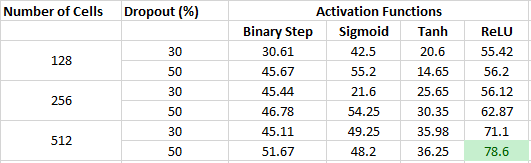 Number of Cells Dropout (%) Activation Functions
Binary Step Sigmoid Tanh ReLU
128 30 30.61 42.5 20.6 55.42
50 45.67 55.2 14.65 56.2
256 30 45.44 21.6 25.65 56.12
50 46.78 54.25 30.35 62.87
512 30 45.11 49.25 35.98 71.1
50 51.67 48.2 36.25 78.6